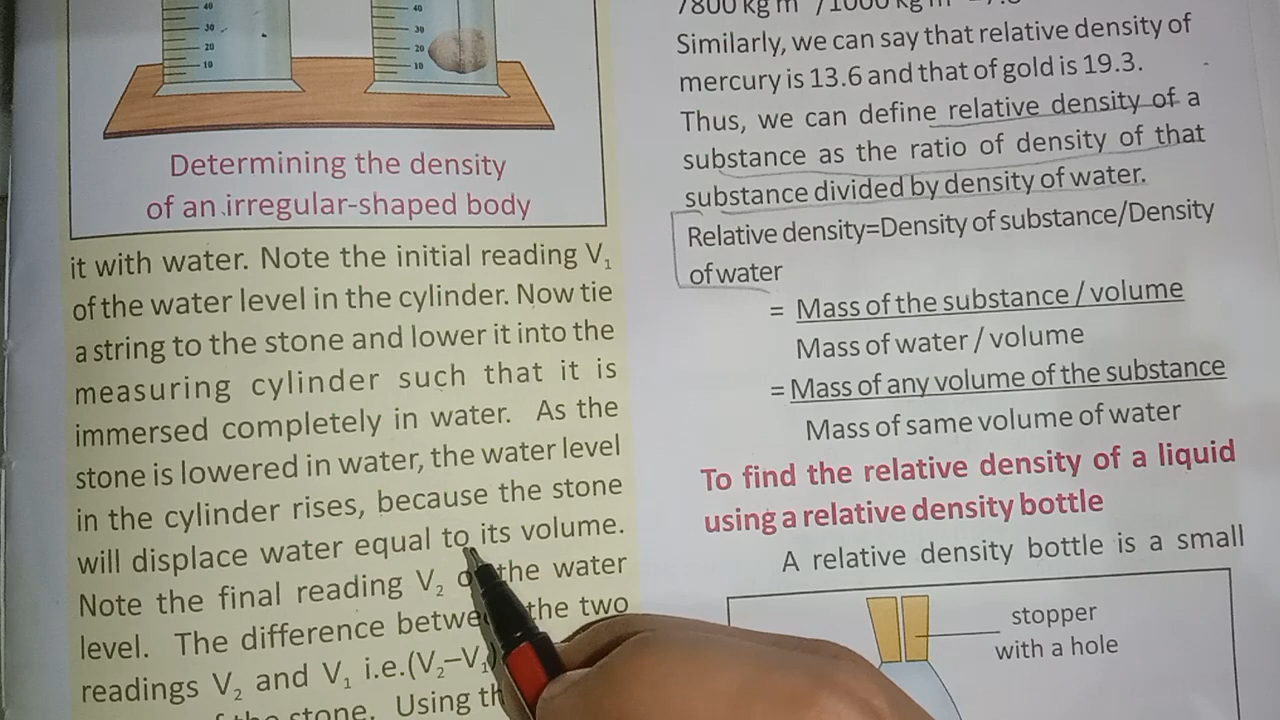 40
30
20
10
40
30
20
10
Determining the density
of an irregular-shaped body
it with water. Note the initial reading V₁
of the water level in the cylinder. Now tie
a string to the stone and lower it into the
measuring cylinder such that it is
immersed completely in water. As the
stone is lowered in water, the water level
in the cylinder rises, because the stone
will displace water equal to its volume.
Note the final reading V₂ the water
level. The difference the two
readings V₂ and V₁ i.e.(V₂–V₁)
the stone. Using
Similarly, we can say that relative density of
mercury is 13.6 and that of gold is 19.3.
Thus, we can define relative density of a
substance as the ratio of density of that
substance divided by density of water.
Relative density=Density of substance/Density
of water
= Mass of the substance / volume
Mass of water / volume
= Mass of any volume of the substance
Mass of same volume of water
To find the relative density of a liquid
using a relative density bottle
A relative density bottle is a small
stopper
with a hole